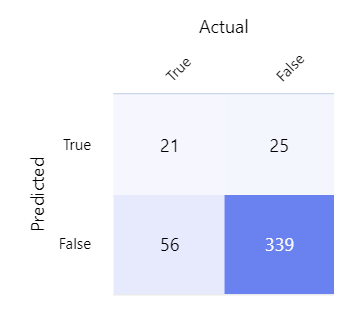 Actual
True
False
Predicted
True
21
25
False
56
339